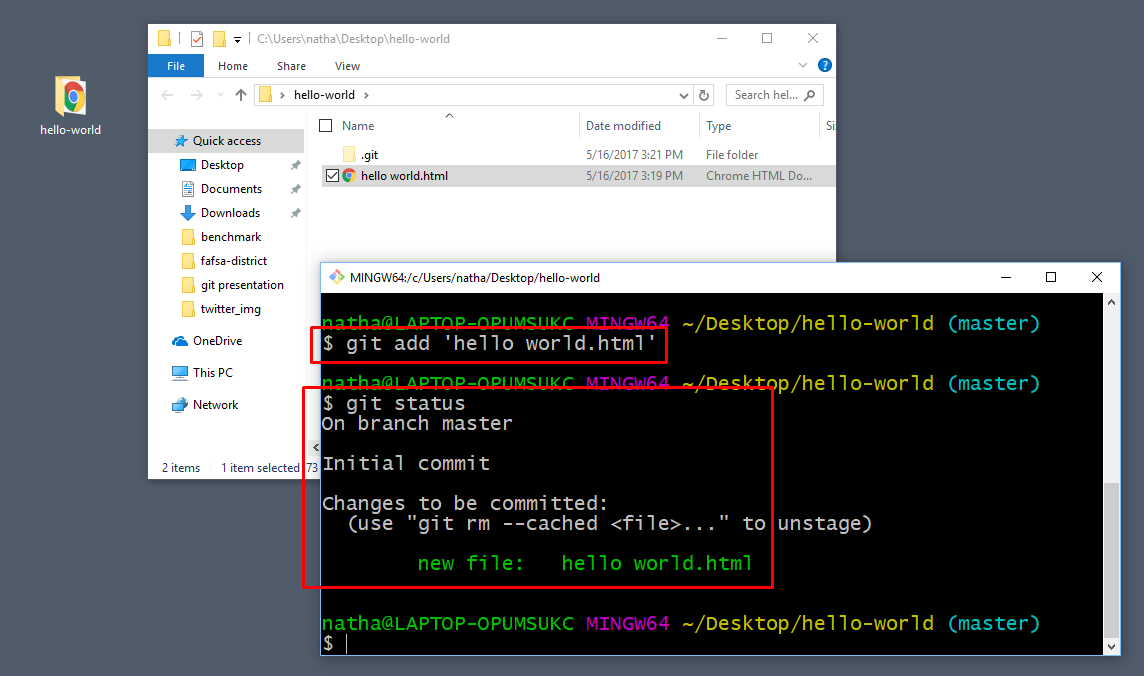 hello-world
C:\Users\natha\Desktop\hello-world
File Home Share View
hello-world
Search hel...
Name Date modified Type
.git 5/16/2017 3:21 PM File folder
hello world.html 5/16/2017 3:19 PM Chrome HTML Do...
Quick access
Desktop
Documents
Downloads
benchmark
fafsa-district
git presentation
twitter_img
OneDrive
This PC
Network
2 items 1 item selected 73
MINGW64:/c/Users/natha/Desktop/hello-world
natha@LAPTOP-OPUMSUKC MINGW64 ~/Desktop/hello-world (master)
$ git add 'hello world.html'
natha@LAPTOP-OPUMSUKC MINGW64 ~/Desktop/hello-world (master)
$ git status
On branch master
Initial commit
Changes to be committed:
(use "git rm --cached <file>..." to unstage)
new file: hello world.html
natha@LAPTOP-OPUMSUKC MINGW64 ~/Desktop/hello-world (master)
$